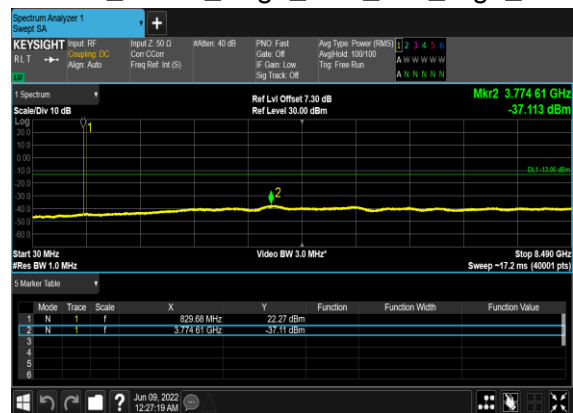 Spectrum Analyzer 1
Swept SA
+
KEYSIGHT Input: RF Input Z: 50 Ω #Atten: 40 dB PNO: Fast Avg Type: Power (RMS) 1 2 3 4 5 6
RLT Coupling: DC Corr CCorr Gate: Off Avg|Hold: 100/100 A W W W W W
Align: Auto Freq Ref: Int (S) IF Gain: Low Trig: Free Run
Sig Track: Off A N N N N N
1 Spectrum Ref Lvl Offset 7.30 dB Mkr2 3.774 61 GHz
Scale/Div 10 dB Ref Level 30.00 dBm -37.113 dBm
Log
1
20.0
10.0
0.00
-10.0 DL1 -13.00 dBm
-20.0
-30.0 2
-40.0
-50.0
-60.0
Start 30 MHz Video BW 3.0 MHz* Stop 8.490 GHz
#Res BW 1.0 MHz Sweep ~17.2 ms (40001 pts)
5 Marker Table
Mode Trace Scale X Y Function Function Width Function Value
1 N 1 f 829.68 MHz 22.27 dBm
2 N 1 f 3.774 61 GHz -37.11 dBm
3
4
5
6
? Jun 09, 2022
12:27:19 AM